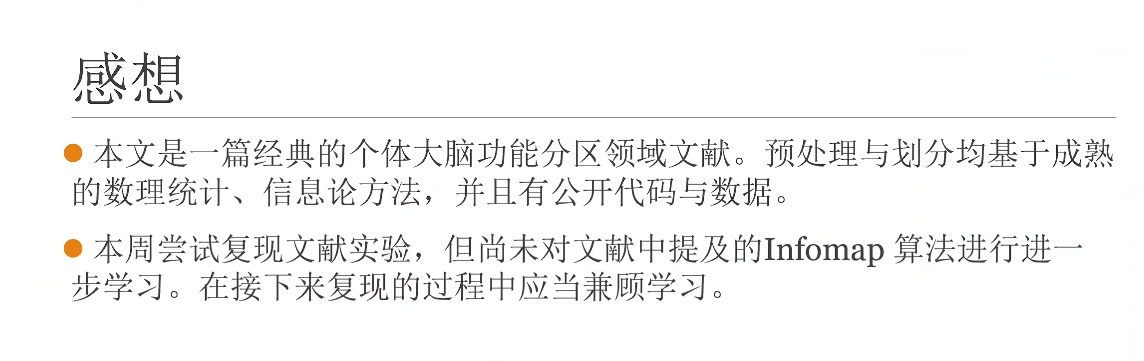 感想
本文是一篇经典的个体大脑功能分区领域文献。预处理与划分均基于成熟
的数理统计、信息论方法，并且有公开代码与数据。
本周尝试复现文献实验，但尚未对文献中提及的Infomap 算法进行进一
步学习。在接下来复现的过程中应当兼顾学习。